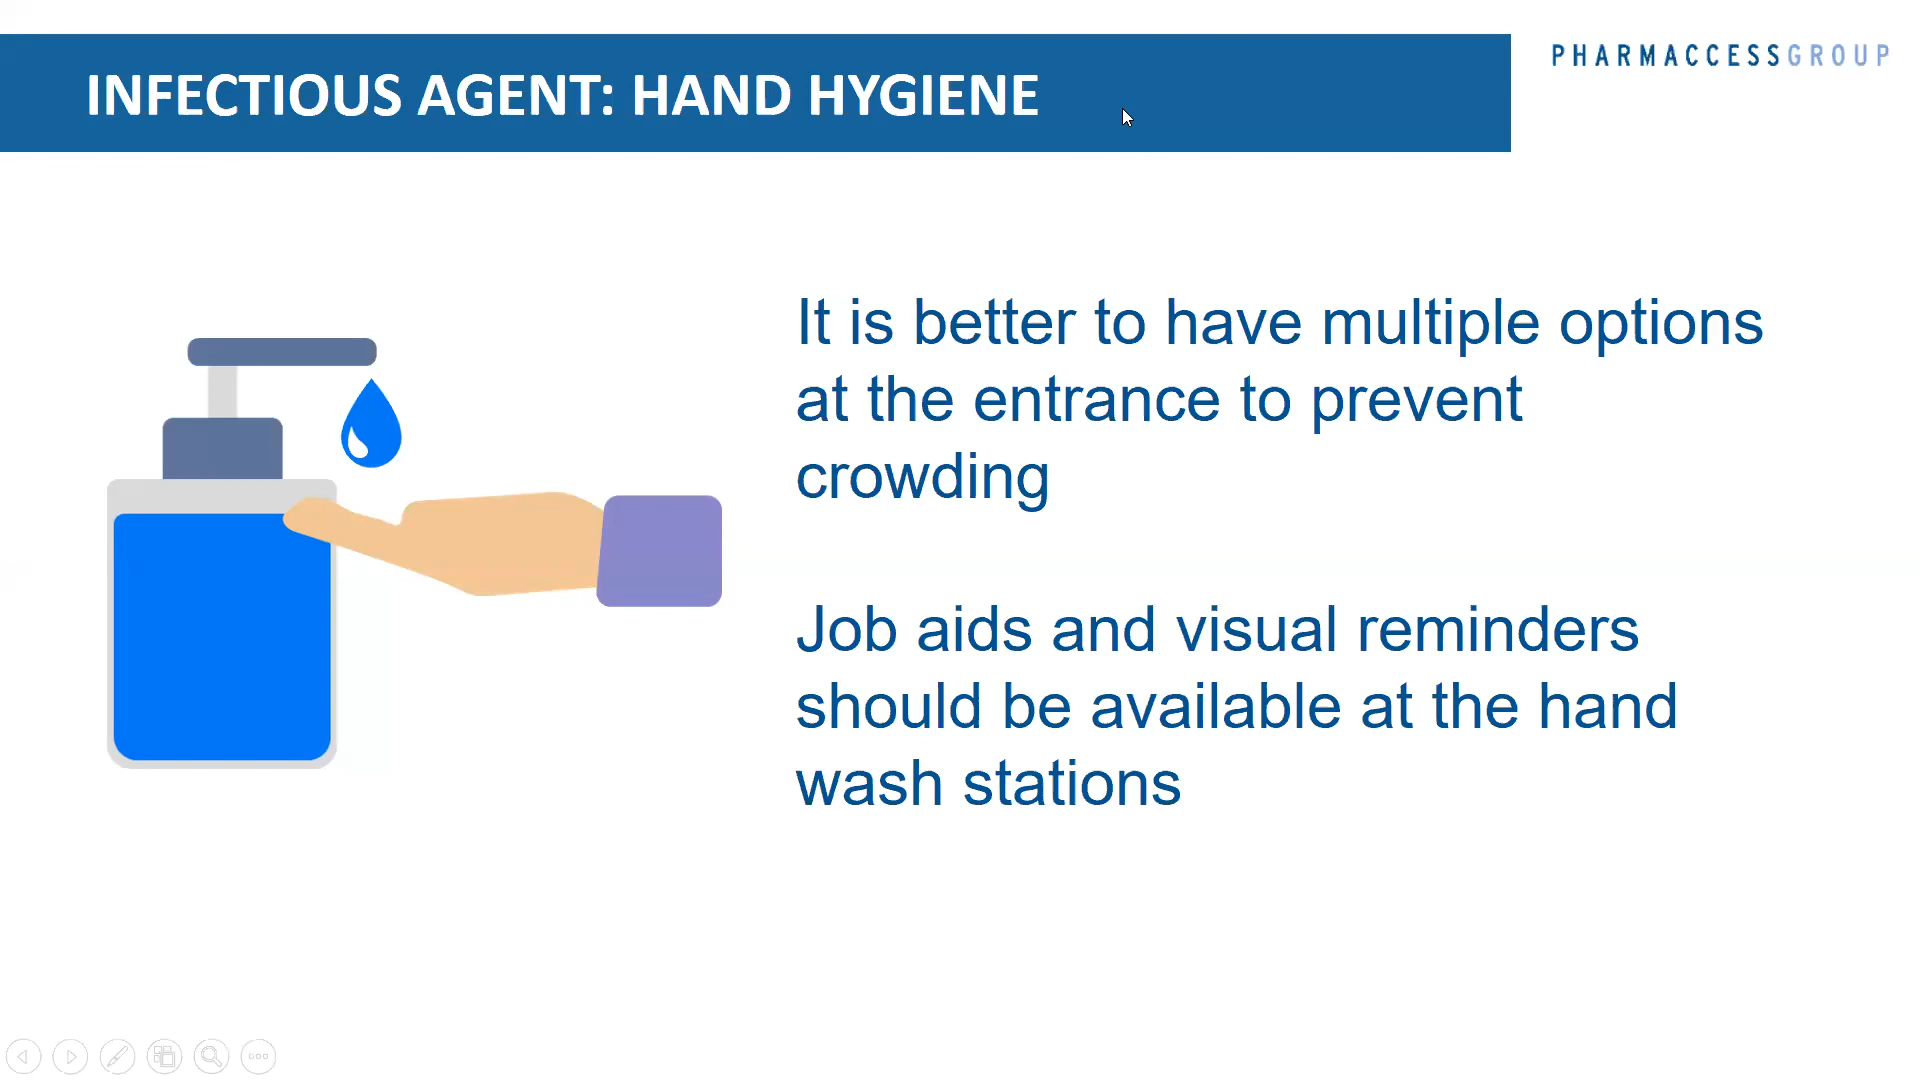 INFECTIOUS AGENT: HAND HYGIENE
PHARMACCESSGROUP
It is better to have multiple options
at the entrance to prevent
crowding
Job aids and visual reminders
should be available at the hand
wash stations